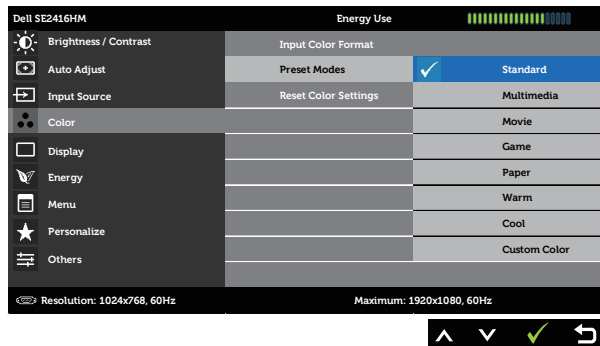 Dell SE2416HM Energy Use
Brightness / Contrast
Auto Adjust
Input Source
Color
Display
Energy
Menu
Personalize
Others
Input Color Format
Preset Modes
Reset Color Settings
Standard
Multimedia
Movie
Game
Paper
Warm
Cool
Custom Color
Resolution: 1024x768, 60Hz Maximum: 1920x1080, 60Hz